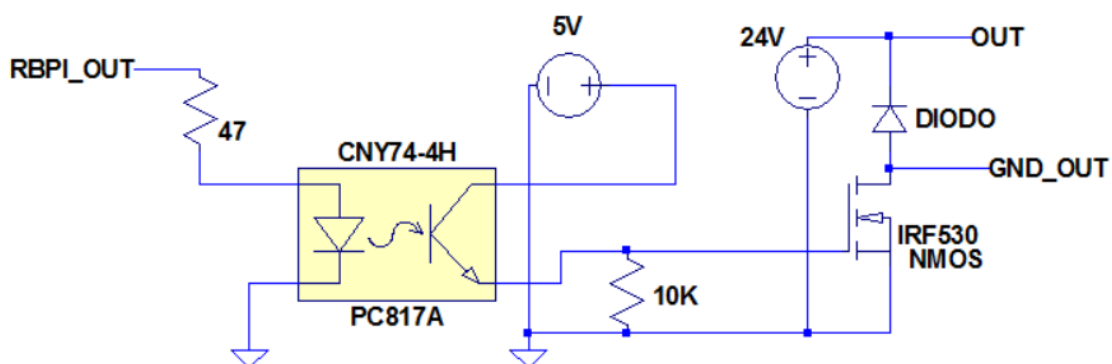 5V
24V
OUT
RBPI_OUT
47
DIODO
CNY74-4H
GND_OUT
IRF530
NMOS
10K
PC817A